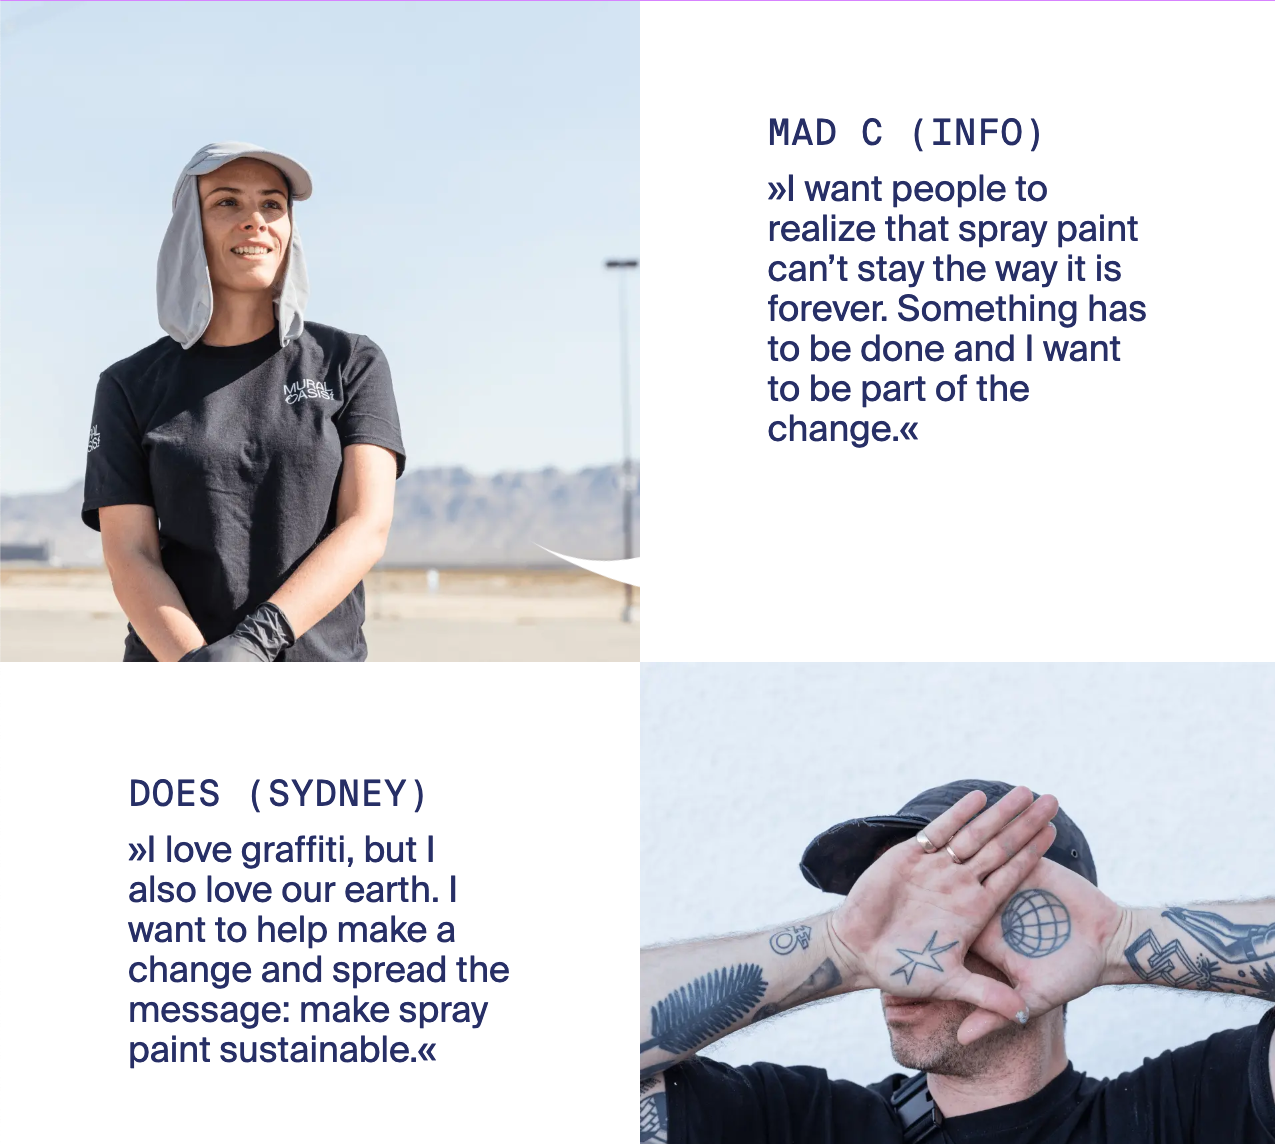 MAD C (INFO)
»I want people to
realize that spray paint
can’t stay the way it is
forever. Something has
to be done and I want
to be part of the
change.«
MURAL
OASIS
DOES (SYDNEY)
»I love graffiti, but I
also love our earth. I
want to help make a
change and spread the
message: make spray
paint sustainable.«